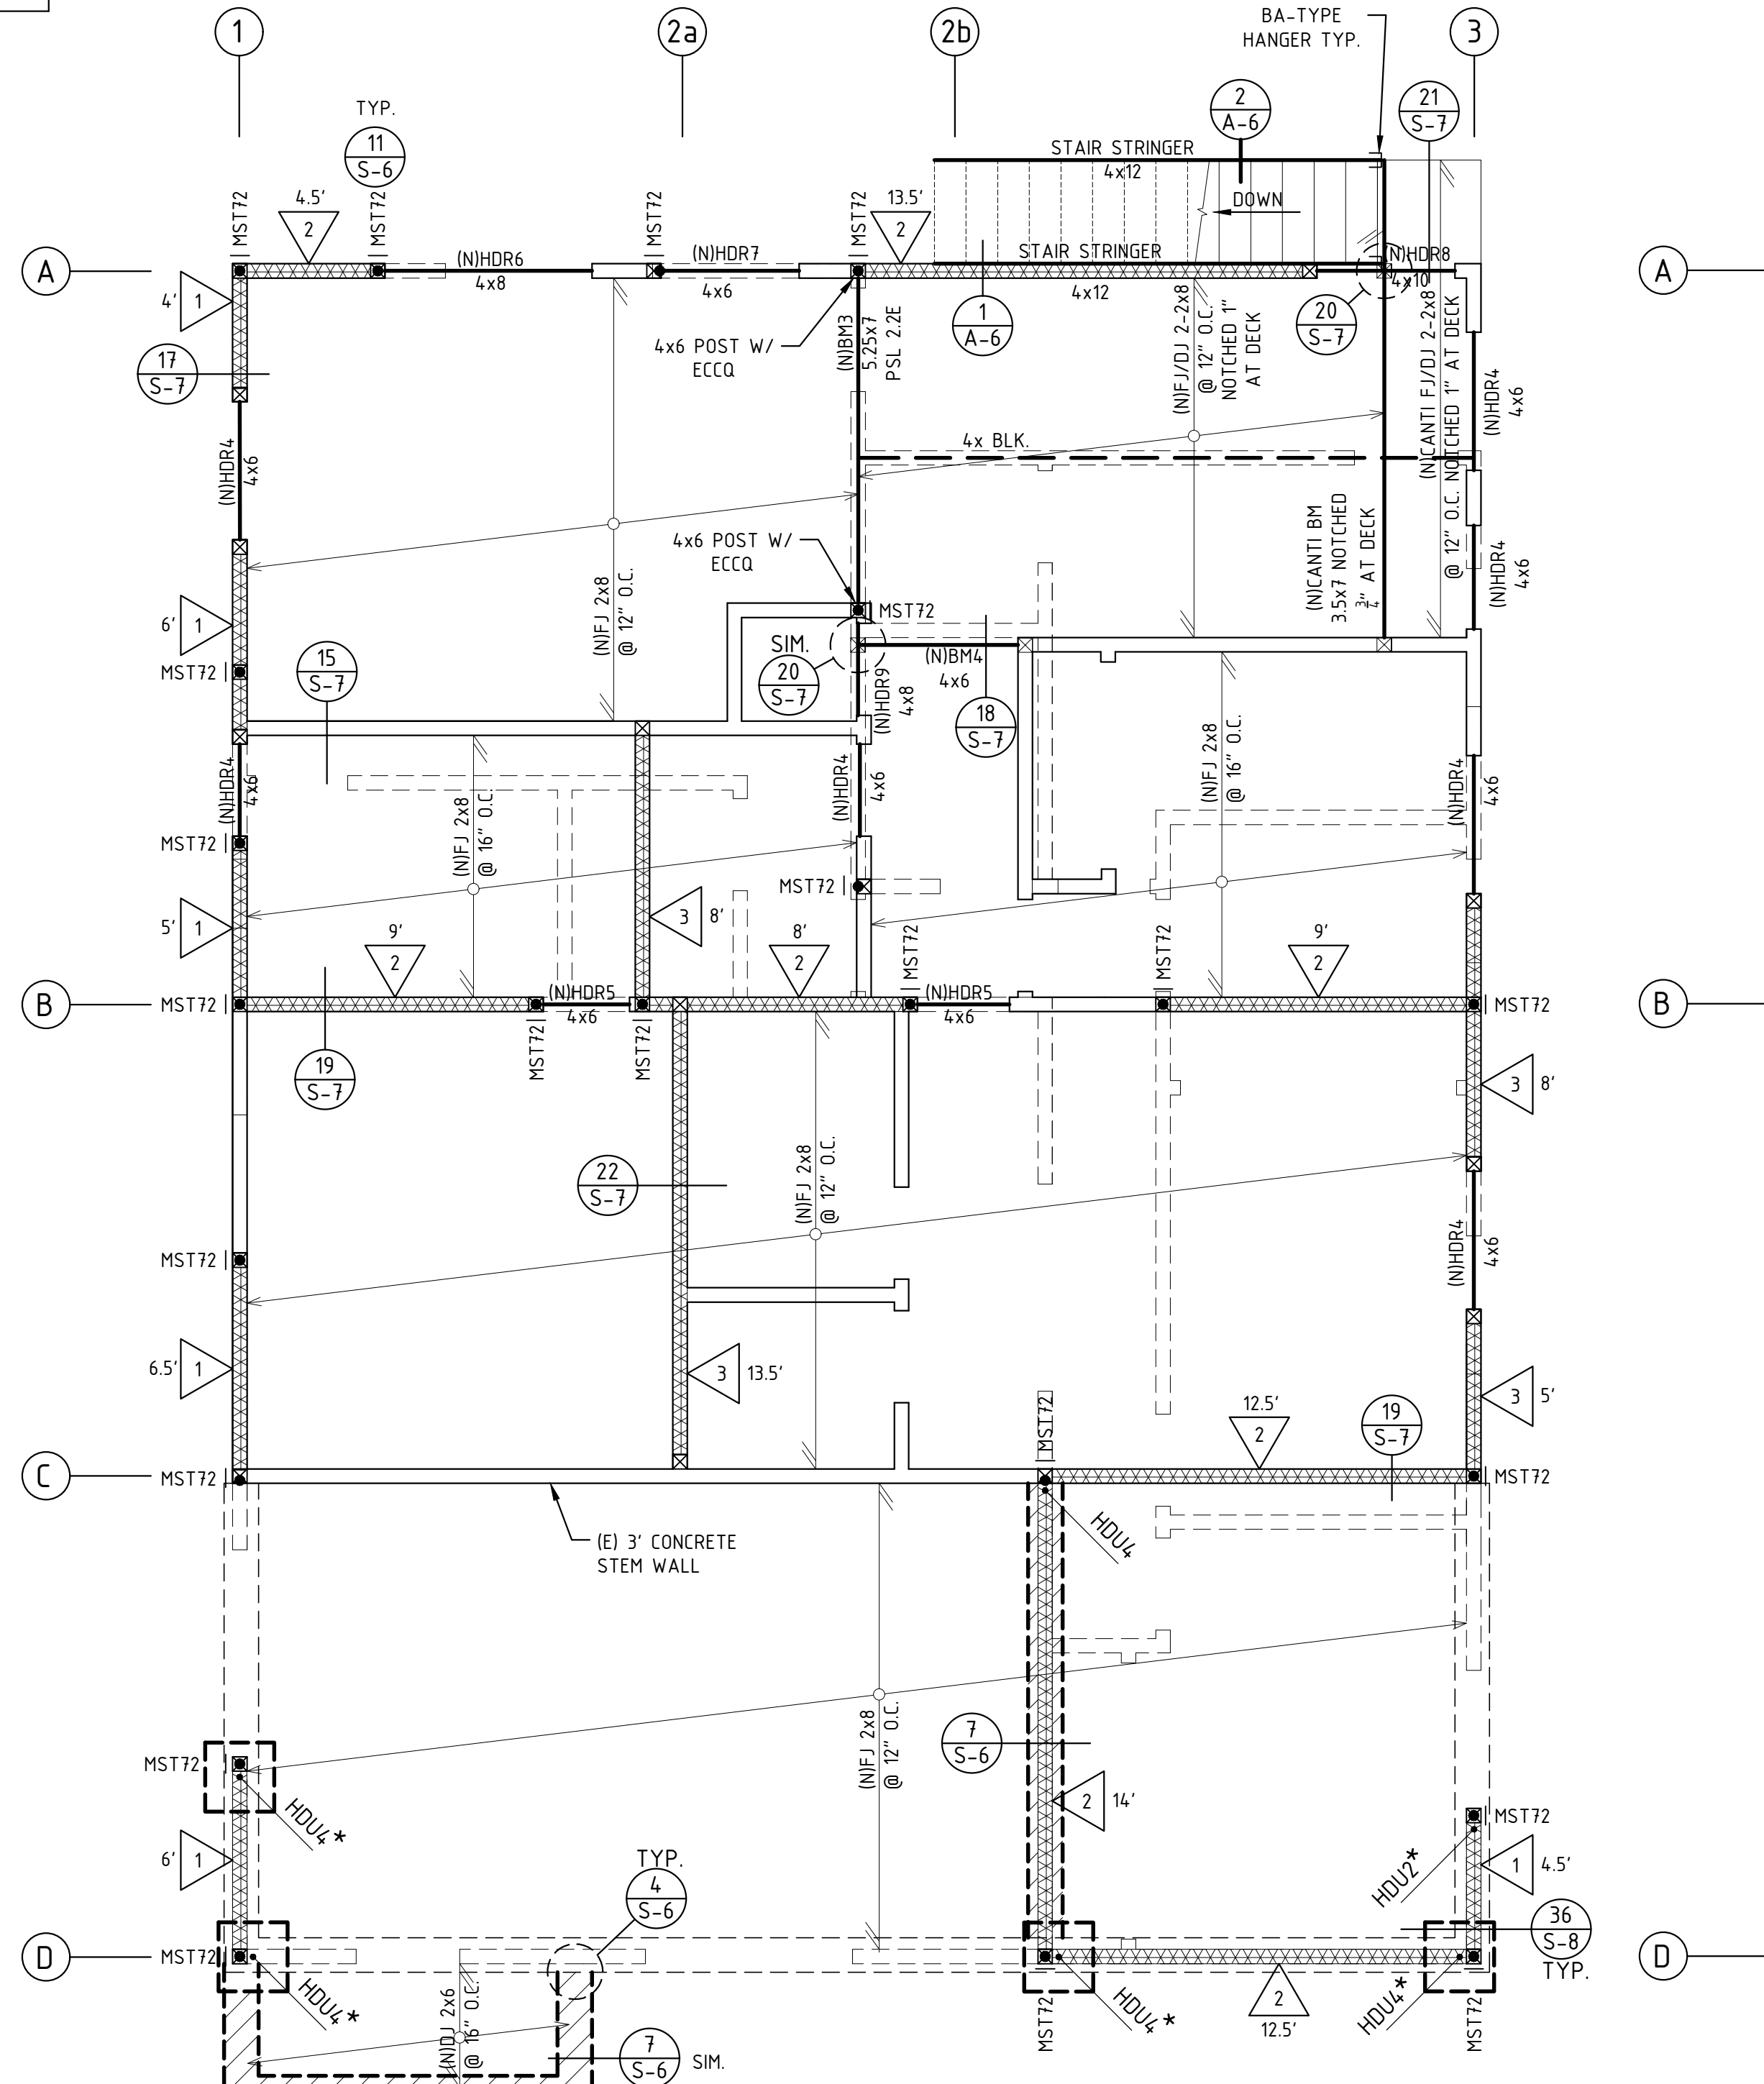 1
2a
2b
3
BA-TYPE
HANGER TYP.
TYP.
11
S-6
2
A-6
21
S-7
STAIR STRINGER
4x12
DOWN
MST72
4.5'
2
MST72
MST72
MST72
13.5'
2
A
(N)HDR6
4x8
(N)HDR7
4x6
STAIR STRINGER
4x12
(N)HDR8
4x10
A
4'
1
17
S-7
4x6 POST W/
ECCQ
(N)BM3
5.25x7
PSL 2.2E
1
A-6
(N)FJ/DJ 2-2x8
@ 12" O.C.
NOTCHED 1"
AT DECK
20
S-7
(N)CANTI FJ/DJ 2-2x8
@ 12" O.C. NOTCHED 1" AT DECK
(N)HDR4
4x6
(N)HDR4
4x6
4x BLK.
4x6 POST W/
ECCQ
(N)FJ 2x8
@ 12" O.C.
(N)CANTI BM
3.5x7 NOTCHED
3/4" AT DECK
(N)HDR4
4x6
6'
1
MST72
SIM.
20
S-7
(N)BM4
4x6
(N)HDR9
4x8
15
S-7
MST72
18
S-7
(N)HDR4
4x6
(N)FJ 2x8
@ 16" O.C.
(N)HDR4
4x6
(N)FJ 2x8
@ 16" O.C.
(N)HDR4
4x6
MST72
MST72
5'
1
3
8'
9'
2
8'
2
MST72
MST72
9'
2
B
MST72
(N)HDR5
4x6
(N)HDR5
4x6
MST72
B
MST72
MST72
19
S-7
3
8'
22
S-7
(N)FJ 2x8
@ 12" O.C.
MST72
(N)HDR4
4x6
6.5'
1
3
13.5'
MST72
12.5'
2
19
S-7
3
5'
C
MST72
MST72
(E) 3' CONCRETE
STEM WALL
HDU4
(N)FJ 2x8
@ 12" O.C.
7
S-6
MST72
HDU4*
2
14'
MST72
HDU2*
6'
1
1
4.5'
TYP.
4
S-6
36
S-8
TYP.
D
MST72
D
HDU4*
(N)DJ 2x6
@ 16" O.C.
MST72
HDU4*
2
12.5'
HDU4*
MST72
7
S-6
SIM.